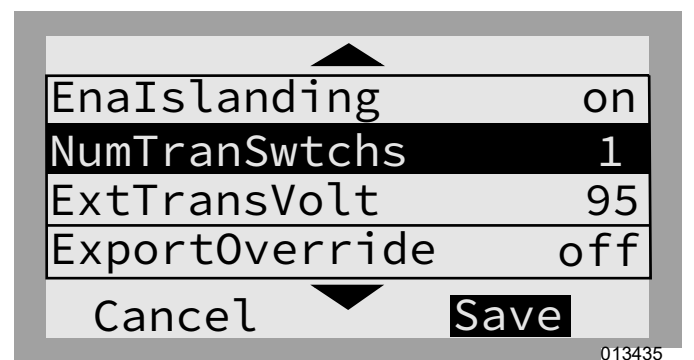 EnaIslanding on
NumTranSwtchs 1
ExtTransVolt 95
ExportOverride off
Cancel Save
013435